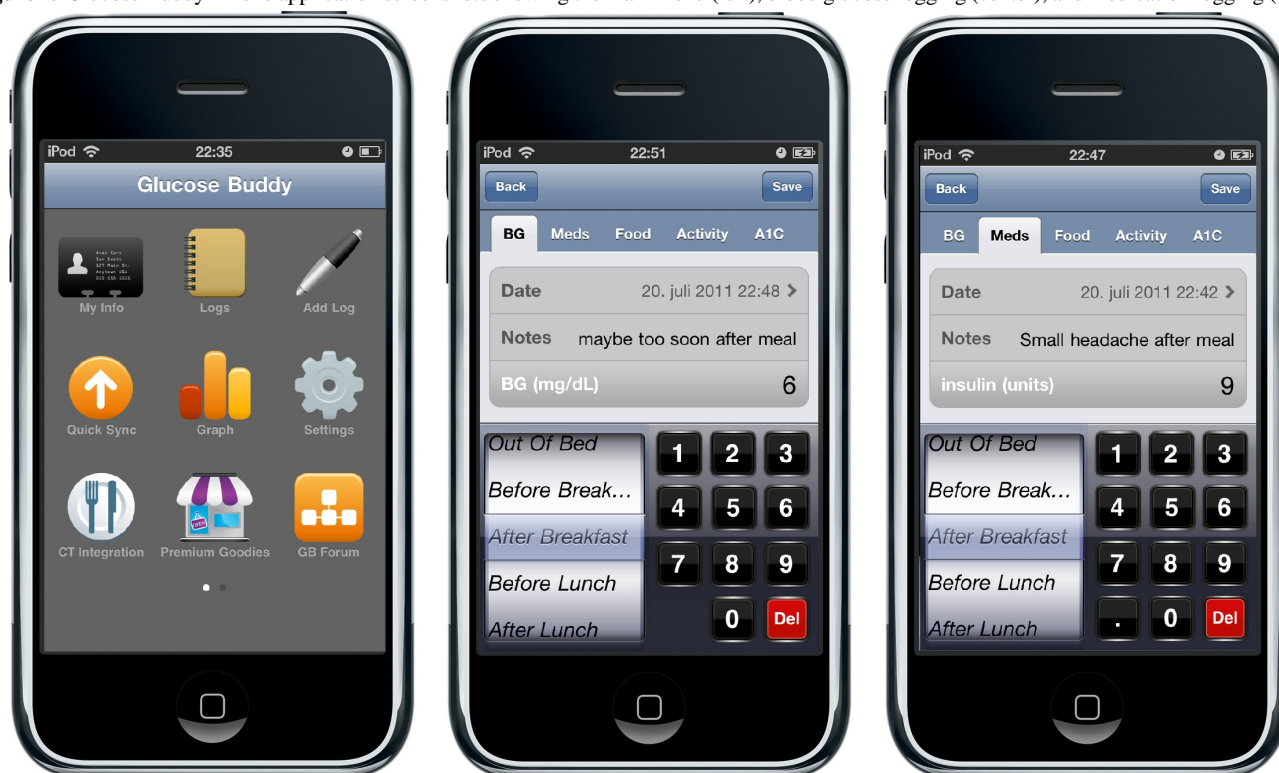 iPod 22:35
Glucose Buddy
My Info Logs Add Log
Quick Sync Graph Settings
CT Integration Premium Goodies GB Forum
iPod 22:51
Back Save
BG Meds Food Activity A1C
Date 20. juli 2011 22:48
Notes maybe too soon after meal
BG (mg/dL) 6
Out Of Bed
Before Break...
After Breakfast
Before Lunch
After Lunch
1 2 3
4 5 6
7 8 9
0 Del
iPod 22:47
Back Save
BG Meds Food Activity A1C
Date 20. juli 2011 22:42
Notes Small headache after meal
insulin (units) 9
Out Of Bed
Before Break...
After Breakfast
Before Lunch
After Lunch
1 2 3
4 5 6
7 8 9
. 0 Del